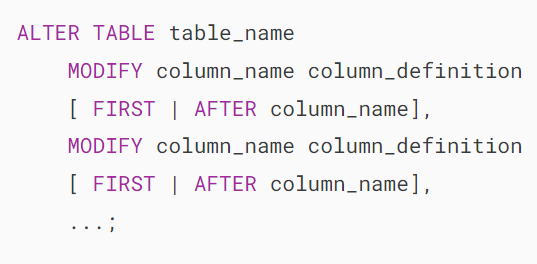 ALTER TABLE table_name
MODIFY column_name column_definition
[ FIRST | AFTER column_name],
MODIFY column_name column_definition
[ FIRST | AFTER column_name],
...;